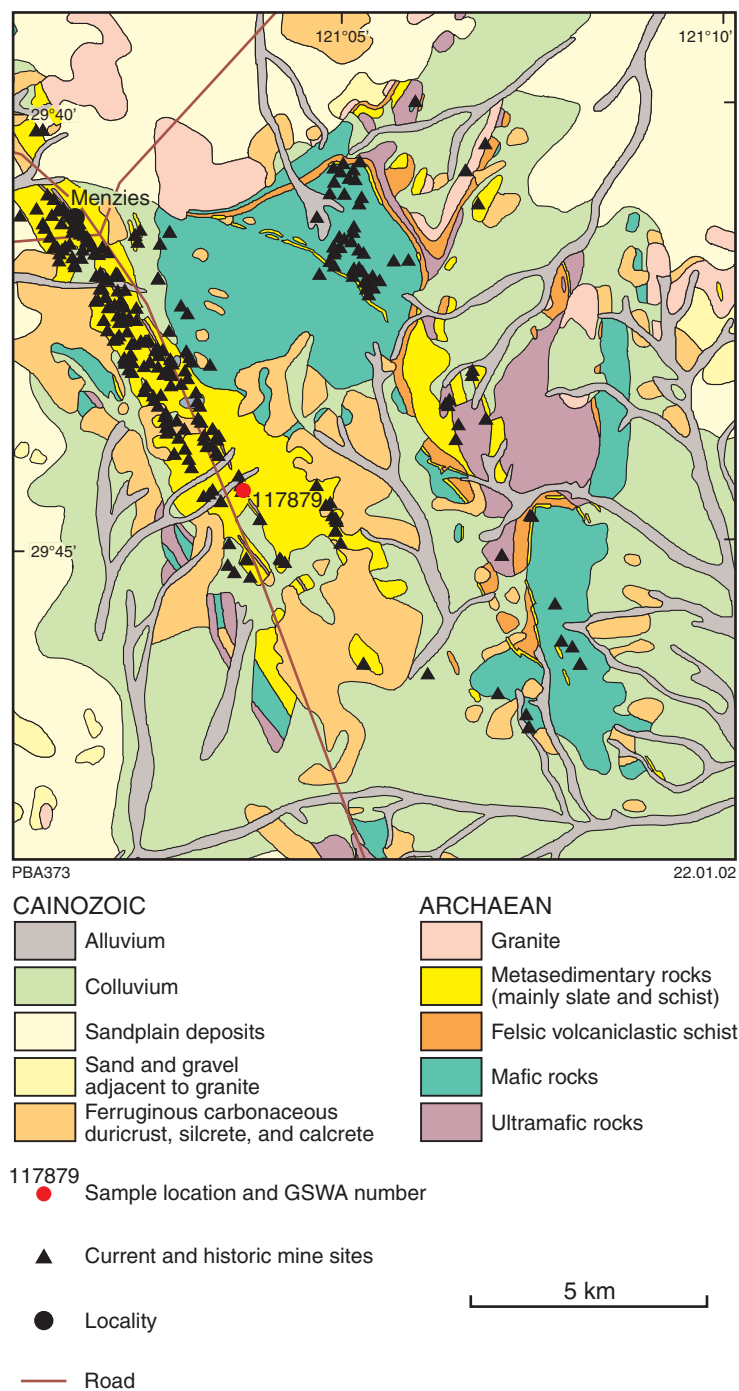 121°05'
121°10'
29°40'
Menzies
117879
29°45'
PBA373
22.01.02
CAINOZOIC
Alluvium
Colluvium
Sandplain deposits
Sand and gravel
adjacent to granite
Ferruginous carbonaceous
duricrust, silcrete, and calcrete
ARCHAEAN
Granite
Metasedimentary rocks
(mainly slate and schist)
Felsic volcaniclastic schist
Mafic rocks
Ultramafic rocks
117879
Sample location and GSWA number
Current and historic mine sites
5 km
Locality
Road